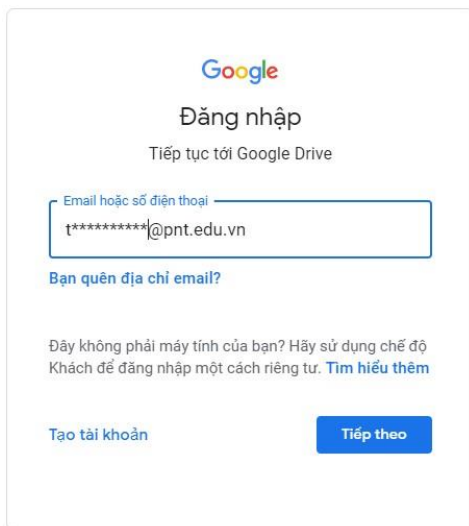 Google
Đăng nhập
Tiếp tục tới Google Drive
Email hoặc số điện thoại
t**********@pnt.edu.vn
Bạn quên địa chỉ email?
Đây không phải máy tính của bạn? Hãy sử dụng chế độ
Khách để đăng nhập một cách riêng tư. Tìm hiểu thêm
Tạo tài khoản
Tiếp theo